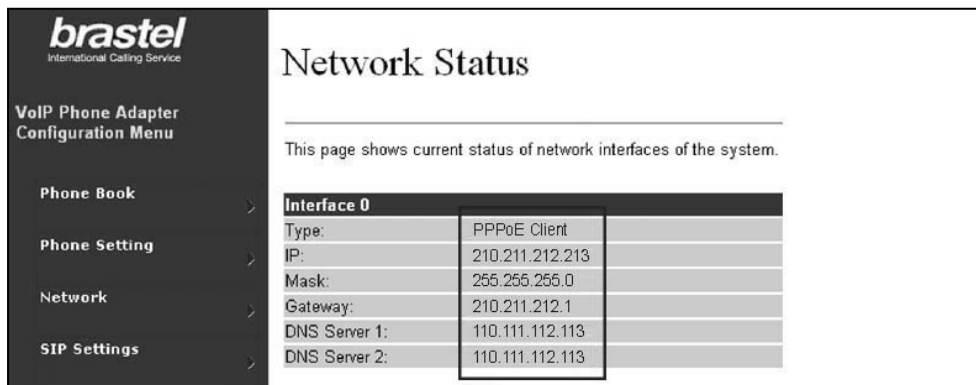 brastel
International Calling Service
VoIP Phone Adapter
Configuration Menu
Phone Book
Phone Setting
Network
SIP Settings
Network Status
This page shows current status of network interfaces of the system.
Interface 0
Type: PPPoE Client
IP: 210.211.212.213
Mask: 255.255.255.0
Gateway: 210.211.212.1
DNS Server 1: 110.111.112.113
DNS Server 2: 110.111.112.113